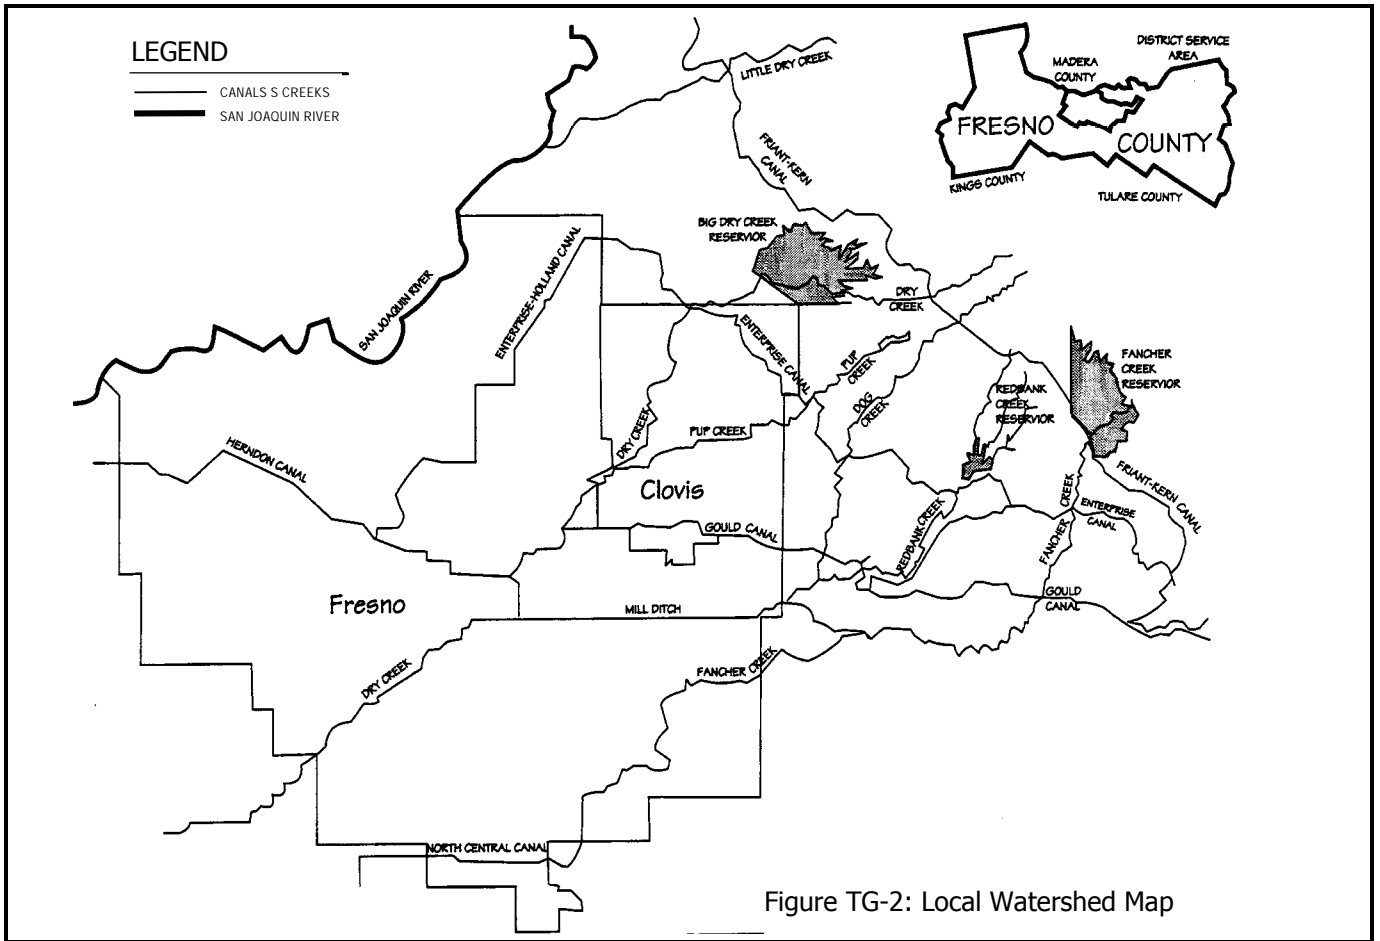 LEGEND
CANALS S CREEKS
SAN JOAQUIN RIVER
LITTLE DRY CREEK
FRIANT-KERN
CANAL
DISTRICT SERVICE
AREA
MADERA
COUNTY
FRESNO
COUNTY
KINGS COUNTY
TULARE COUNTY
BIG DRY CREEK
RESERVIOR
ENTERPRISE-HOLLAND CANAL
SAN JOAQUIN RIVER
DRY
CREEK
ENTERPRISE CANAL
PUP
CREEK
DOG
CREEK
FANCHER
CREEK
RESERVIOR
REDBANK
CREEK
RESERVIOR
DRY CREEK
PUP CREEK
HERNDON CANAL
Clovis
GOULD CANAL
REDBANK CREEK
FANCHER CREEK
FRIANT-KERN CANAL
ENTERPRISE
CANAL
GOULD
CANAL
Fresno
MILL DITCH
DRY CREEK
FANCHER CREEK
NORTH CENTRAL CANAL
Figure TG-2: Local Watershed Map